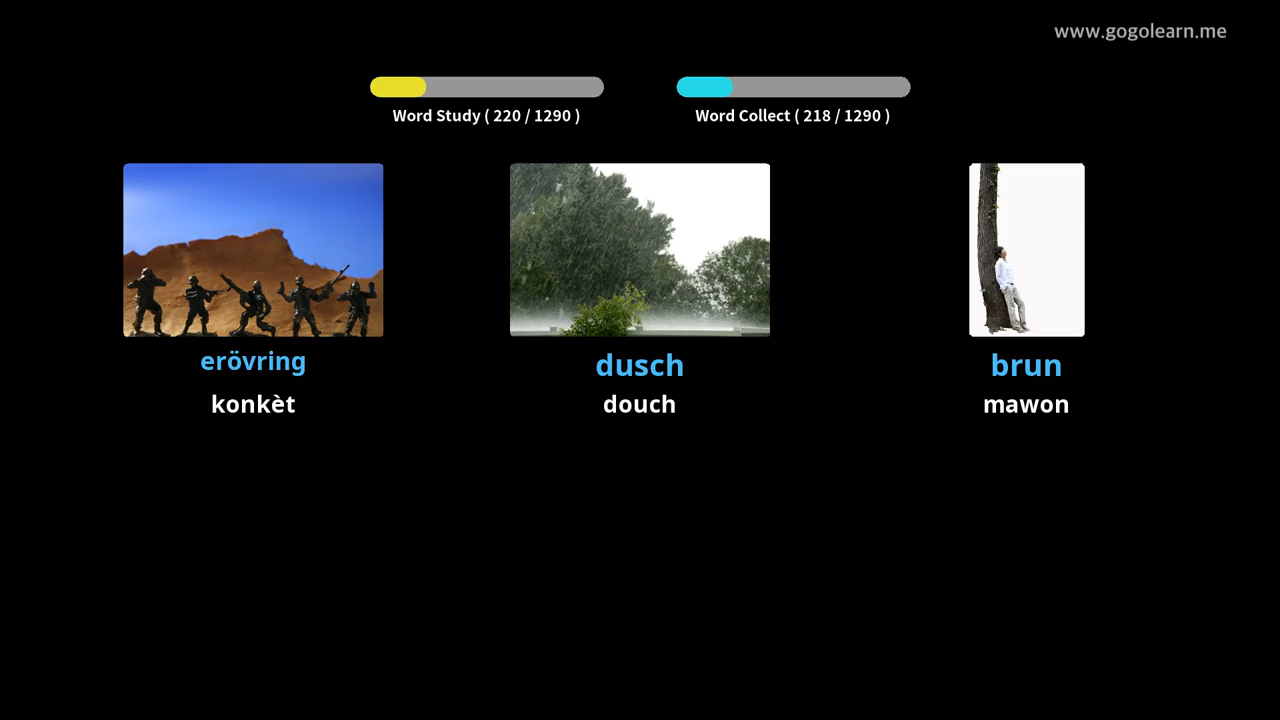 www.gogolearn.me
Word Study ( 220 / 1290 )
Word Collect ( 218 / 1290 )
erövring
dusch
brun
konkèt
douch
mawon